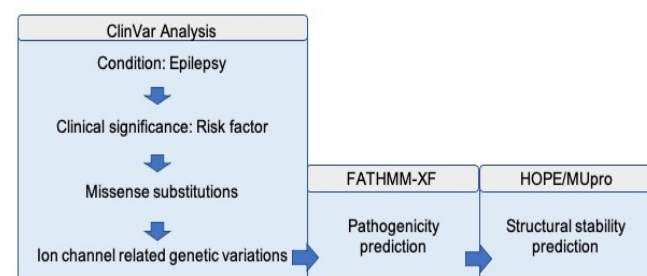 ClinVar Analysis
Condition: Epilepsy
Clinical significance: Risk factor
Missense substitutions
Ion channel related genetic variations
FATHMM-XF
Pathogenicity
prediction
HOPE/MUpro
Structural stability
prediction